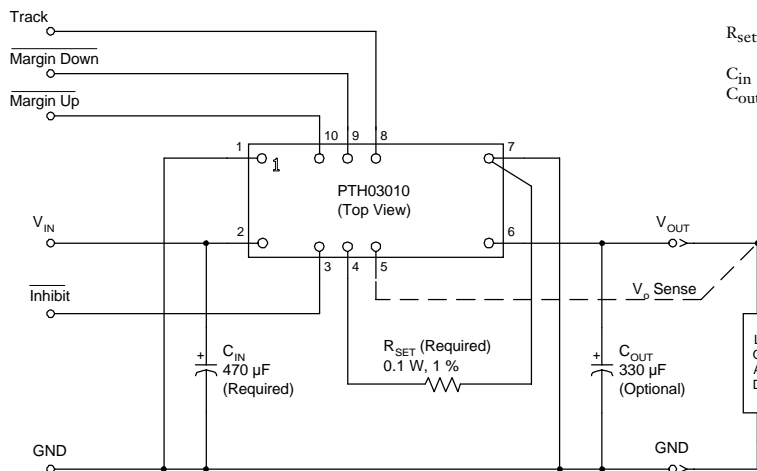 Track
Margin Down
Margin Up
R_set
C_in
C_out
10 9 8
1
1
7
PTH03010
(Top View)
V_IN
2
6
V_OUT
3 4 5
Inhibit
V_o Sense
R_SET (Required)
0.1 W, 1 %
C_IN
+
470 µF
(Required)
C_OUT
+
330 µF
(Optional)
L
O
A
D
GND
GND